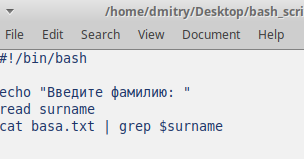 /home/dmitry/Desktop/bash_scri
File Edit Search View Document Help
#!/bin/bash
echo "Введите фамилию: "
read surname
cat basa.txt | grep $surname